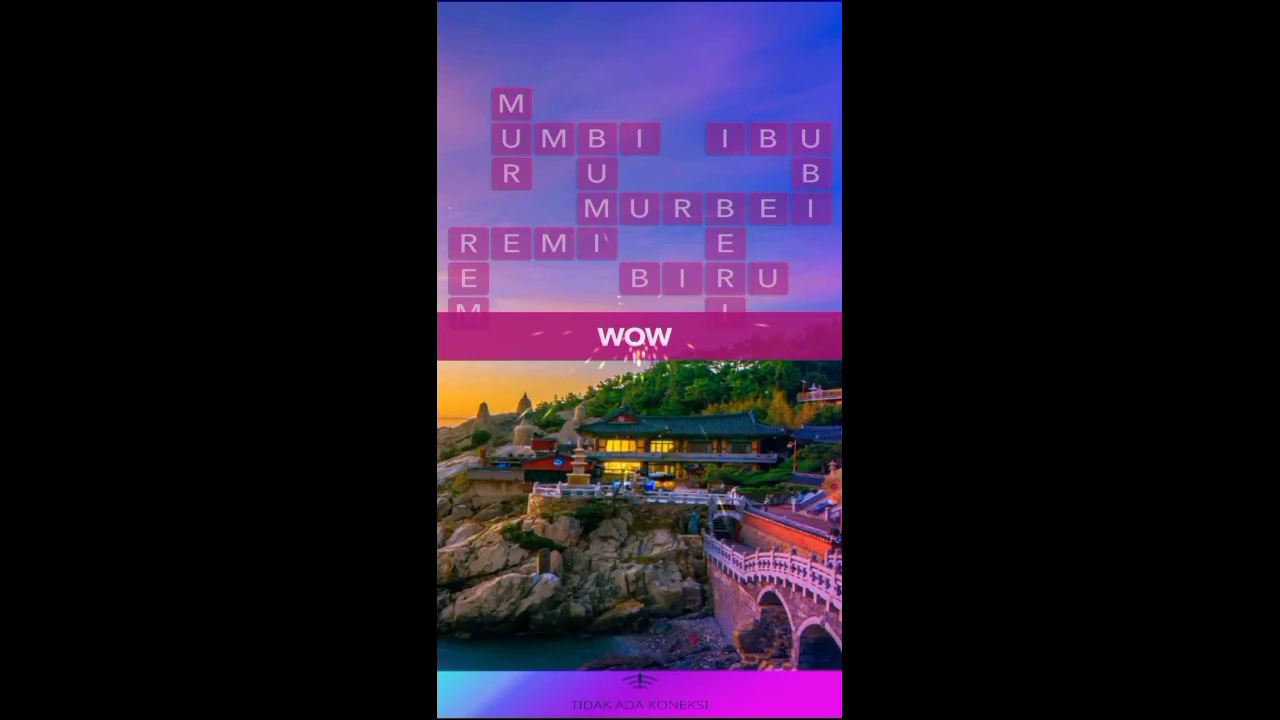 M
UMBI IBU
R U B
MURBEI
REMI E
E BIRU
M I
WOW
TIDAK ADA KONEKSI